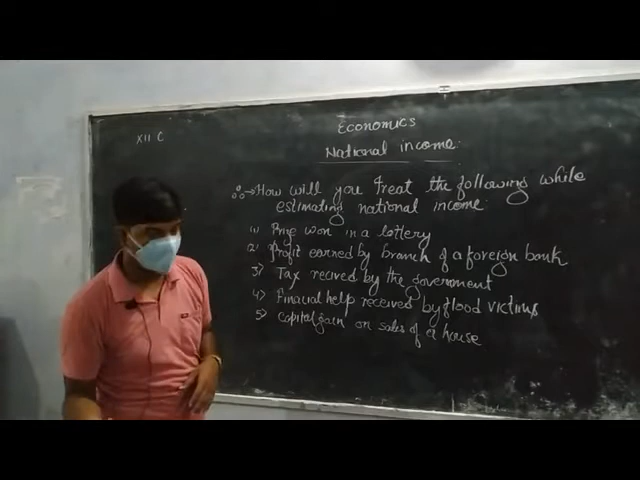 XII C
Economics
National income
How will you treat the following while
estimating national income
1) Prize won in a lottery
2) Profit earned by branch of a foreign bank
3) Tax recived by the government
4) Finacial help received by flood victims
5) Capital gain on sales of a house